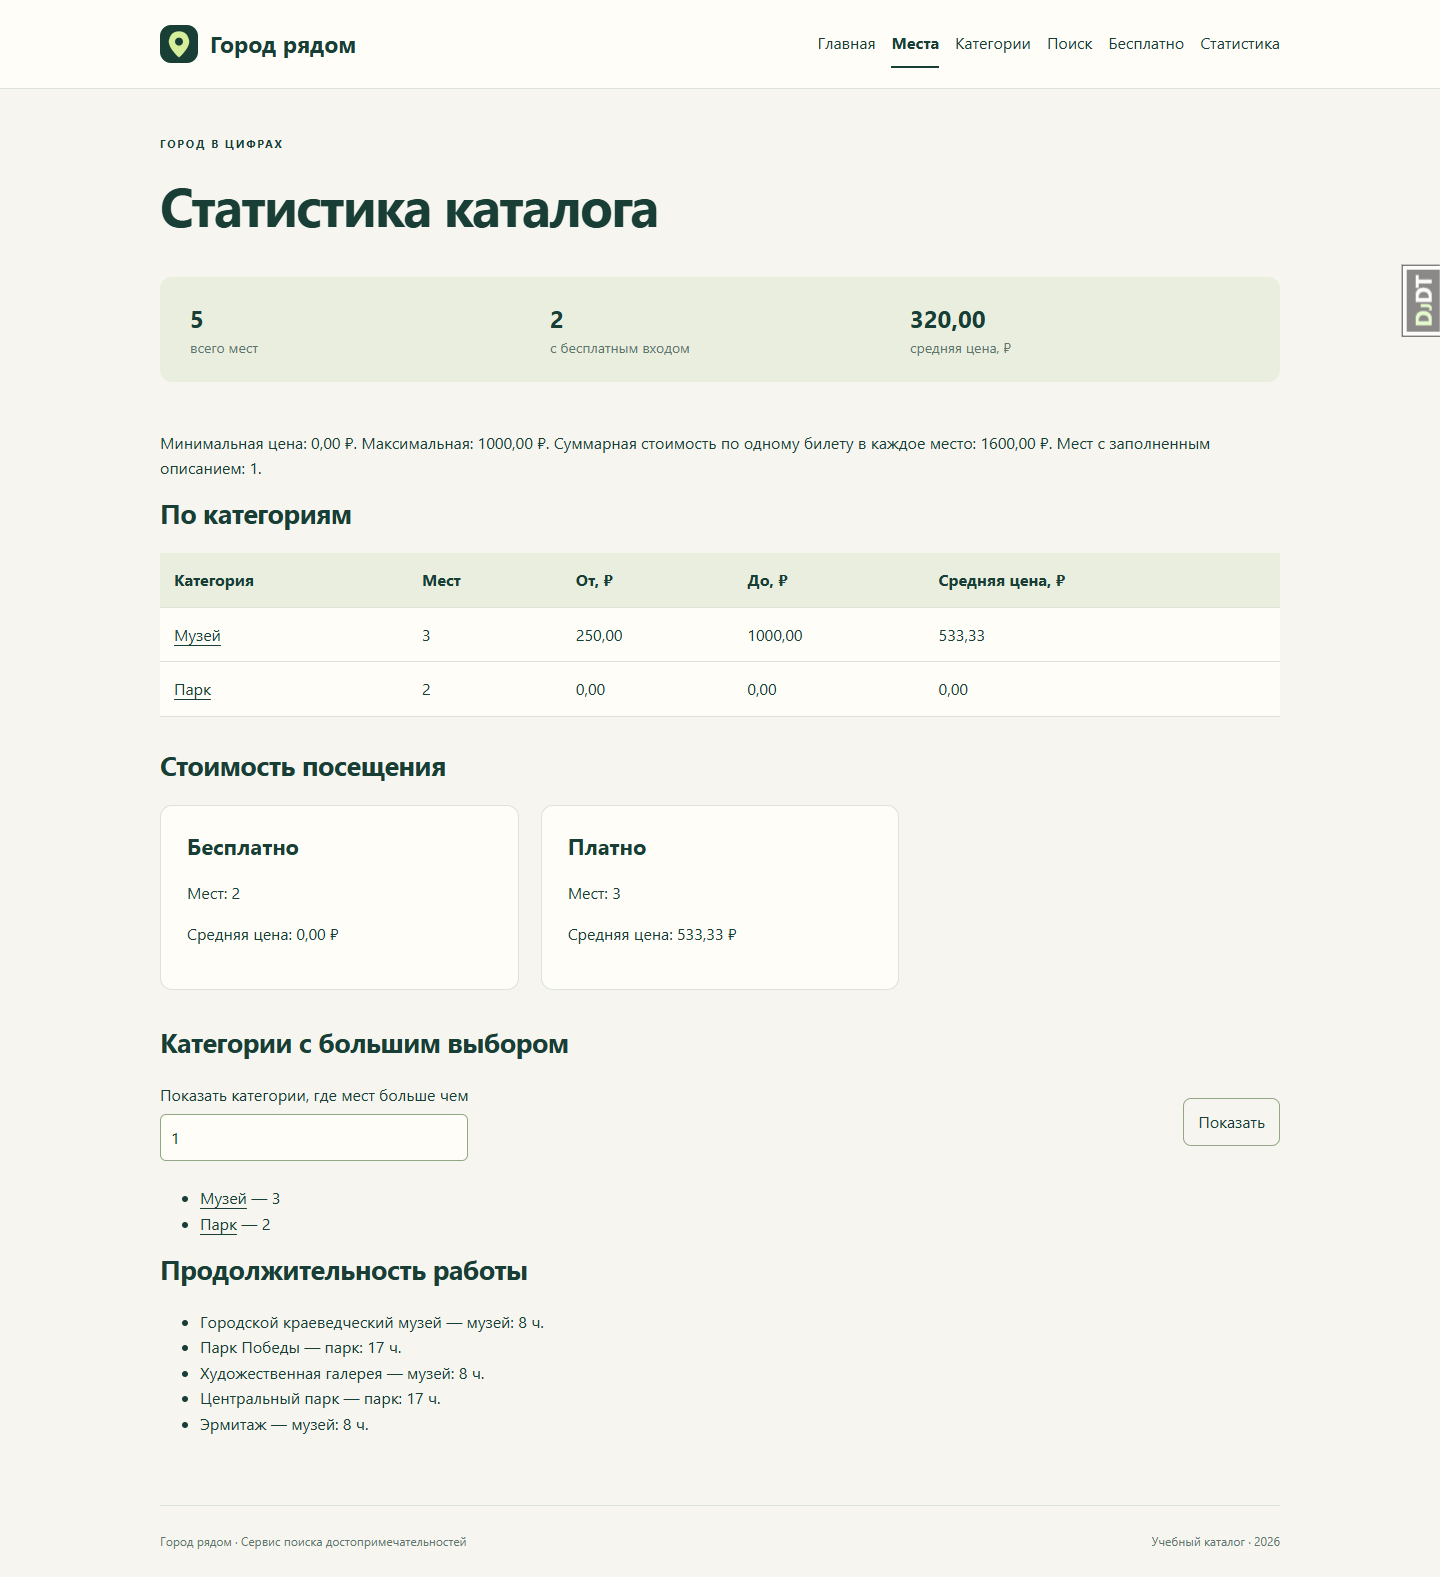 Город рядом
Главная Места Категории Поиск Бесплатно Статистика
ГОРОД В ЦИФРАХ
Статистика каталога
DJDT
5 2 320,00
всего мест с бесплатным входом средняя цена, ₽
Минимальная цена: 0,00 ₽. Максимальная: 1000,00 ₽. Суммарная стоимость по одному билету в каждое место: 1600,00 ₽. Мест с заполненным
описанием: 1.
По категориям
Категория Мест От, ₽ До, ₽ Средняя цена, ₽
Музей 3 250,00 1000,00 533,33
Парк 2 0,00 0,00 0,00
Стоимость посещения
Бесплатно Платно
Мест: 2 Мест: 3
Средняя цена: 0,00 ₽ Средняя цена: 533,33 ₽
Категории с большим выбором
Показать категории, где мест больше чем
1 Показать
Музей — 3
Парк — 2
Продолжительность работы
Городской краеведческий музей — музей: 8 ч.
Парк Победы — парк: 17 ч.
Художественная галерея — музей: 8 ч.
Центральный парк — парк: 17 ч.
Эрмитаж — музей: 8 ч.
Город рядом · Сервис поиска достопримечательностей Учебный каталог · 2026